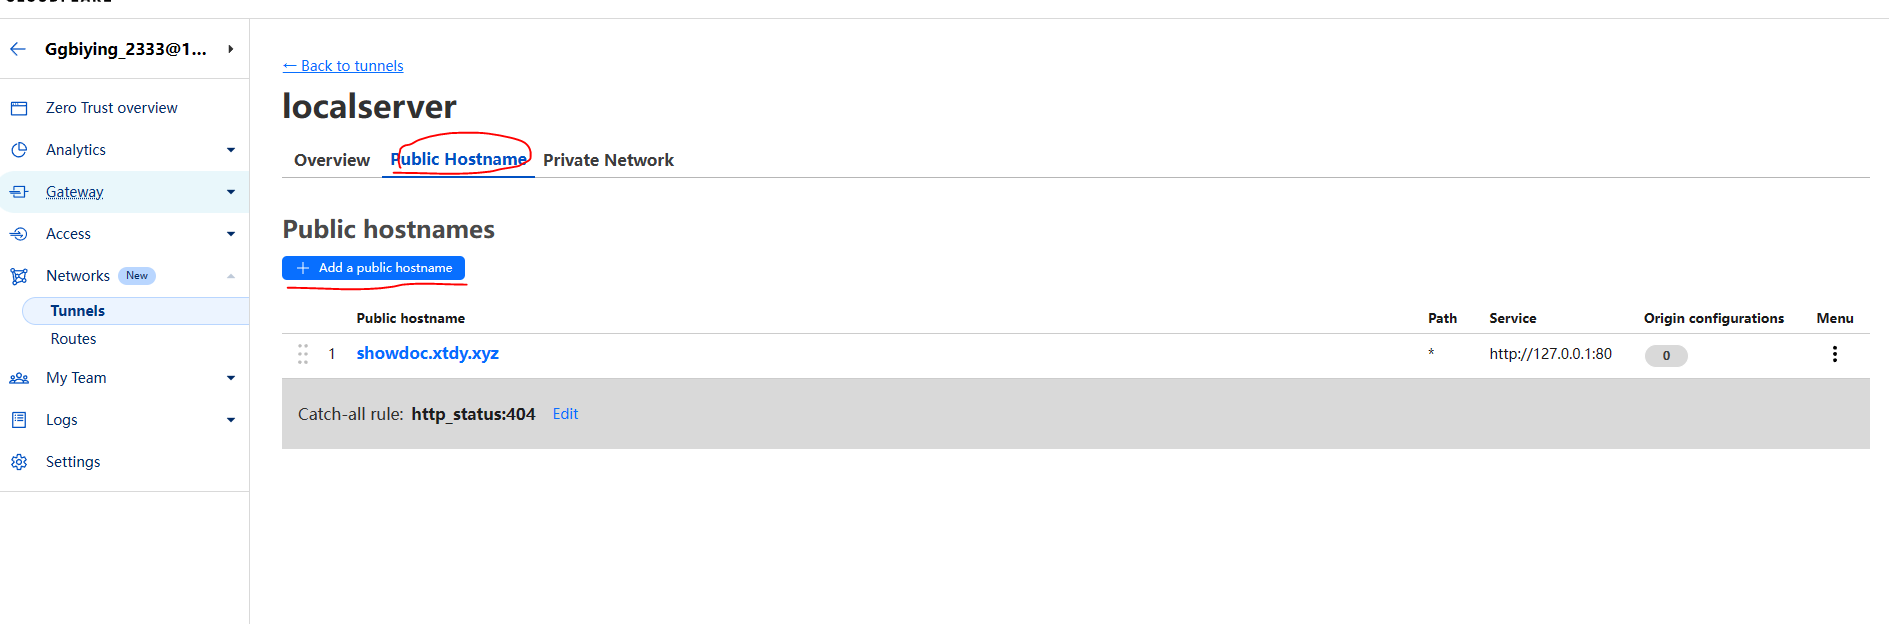 Ggbiying_2333@1...
← Back to tunnels
localserver
Overview Public Hostname Private Network
Zero Trust overview
Analytics
Gateway
Access
Networks New
Tunnels
Routes
My Team
Logs
Settings
Public hostnames
+ Add a public hostname
Public hostname Path Service Origin configurations Menu
1 showdoc.xtdy.xyz * http://127.0.0.1:80 0
Catch-all rule: http_status:404 Edit